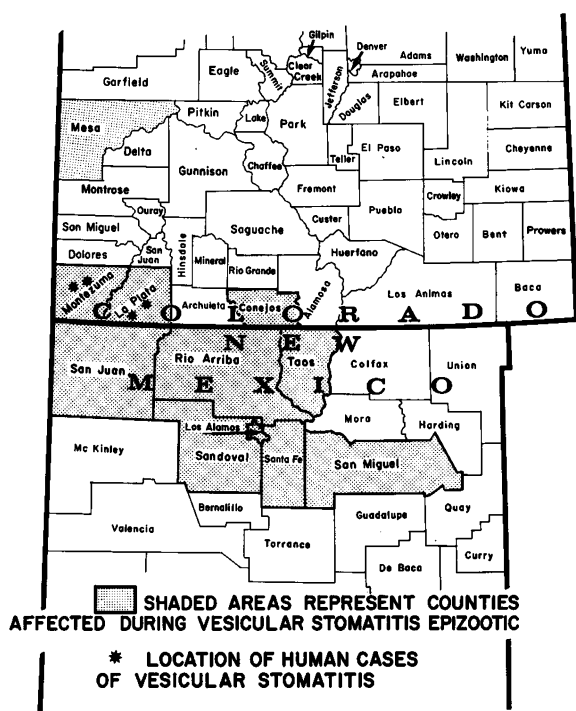 Gilpin
Denver
Garfield
Eagle
Summit
Clear
Creek
Jefferson
Adams
Arapahoe
Washington
Yuma
Mesa
Pitkin
Lake
Park
Douglas
Elbert
Kit Carson
Delta
Gunnison
Chaffee
Teller
El Paso
Lincoln
Cheyenne
Montrose
Fremont
Crowley
Kiowa
Ouray
San Miguel
Saguache
Custer
Pueblo
Otero
Bent
Prowers
Dolores
San
Juan
Hinsdale
Mineral
Rio Grande
Alamosa
Huerfano
Las Animas
Baca
Montezuma
La Plata
Archuleta
Conejos
COLORADO
NEW
San Juan
Rio Arriba
Taos
Colfax
Union
MEXICO
Los Alamos
Mora
Harding
Mc Kinley
Sandoval
Santa Fe
San Miguel
Bernalillo
Guadalupe
Quay
Valencia
Torrance
De Baca
Curry
SHADED AREAS REPRESENT COUNTIES
AFFECTED DURING VESICULAR STOMATITIS EPIZOOTIC
* LOCATION OF HUMAN CASES
OF VESICULAR STOMATITIS